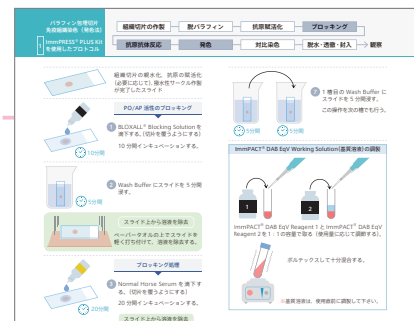 パラフィン包埋切片
免疫組織染色（発色法）
1 ImmPRESS® PLUS Kit
を使用したプロトコル
組織切片の作製
脱パラフィン
抗原賦活化
ブロッキング
抗原抗体反応
発色
対比染色
脱水・透徹・封入
観察
組織切片の親水化、抗原の賦活化
(必要に応じて)、撥水性サークル作製
が完了したスライド
PO/AP 活性のブロッキング
1 BLOXALL® Blocking Solution を
滴下する。（切片を覆うように）
10 分間インキュベーションする。
10分間
2 Wash Buffer にスライドを 5 分間
浸す。
5分間
スライド上から溶液を除去
ペーパータオルの上でスライドを
軽く打ち付けて、溶液を除去する。
ブロッキング処理
3 Normal Horse Serum を滴下す
る。（切片を覆うようにする）
20 分間インキュベーションする。
20分間
スライド上から溶液を除去
7 1 種目の Wash Buffer に
スライドを 5 分間浸す。
この操作を次の槽でも行う。
5分間
5分間
ImmPACT® DAB EqV Working Solution(基質溶液)の調製
1
2
ImmPACT® DAB EqV Reagent 1 と ImmPACT® DAB EqV
Reagent 2 を 1：1 の容量で取る（使用量に応じて調製する）。
ボルテックスして十分混合する。
※基質溶液は、使用直前に調製して下さい。